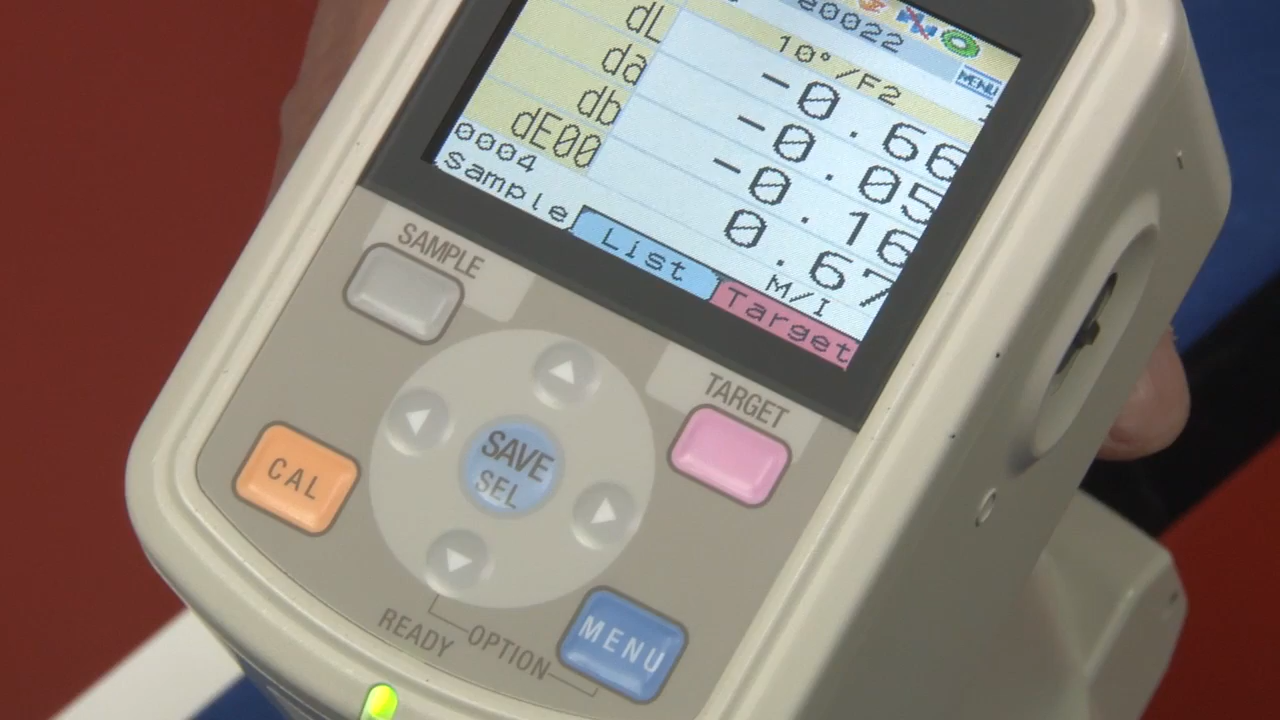 e0022
MENU
10°/F2
dL -0.66
da -0.05
db -0.16
dE00 0.67
0004 M/I
Sample List Target
SAMPLE
TARGET
CAL
SAVE
SEL
READY
OPTION
MENU